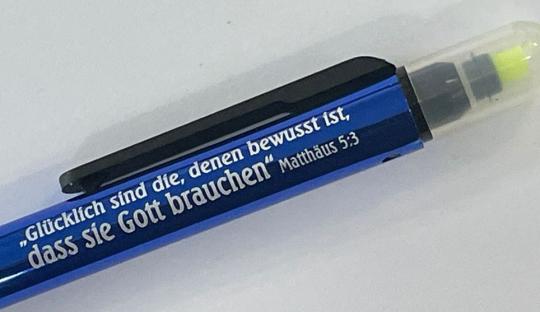 „Glücklich sind die, denen bewusst ist,
dass sie Gott brauchen“ Matthäus 5:3